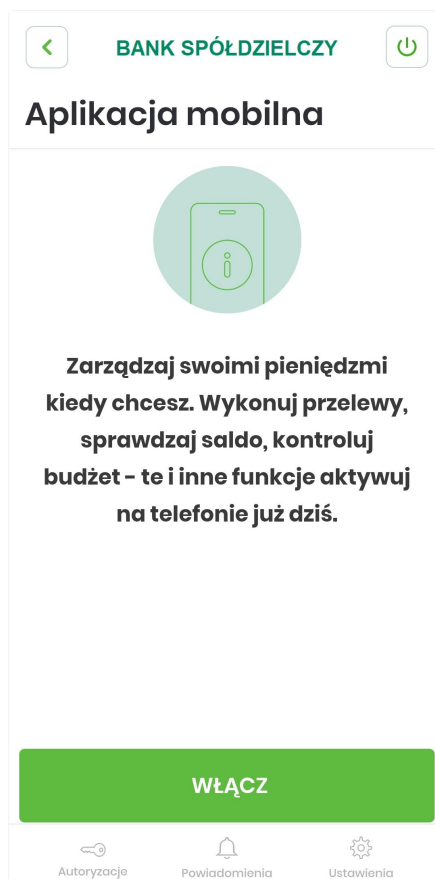 BANK SPÓŁDZIELCZY
Aplikacja mobilna
Zarządzaj swoimi pieniędzmi
kiedy chcesz. Wykonuj przelewy,
sprawdzaj saldo, kontroluj
budżet - te i inne funkcje aktywuj
na telefonie już dziś.
WŁĄCZ
Autoryzacje Powiadomienia Ustawienia